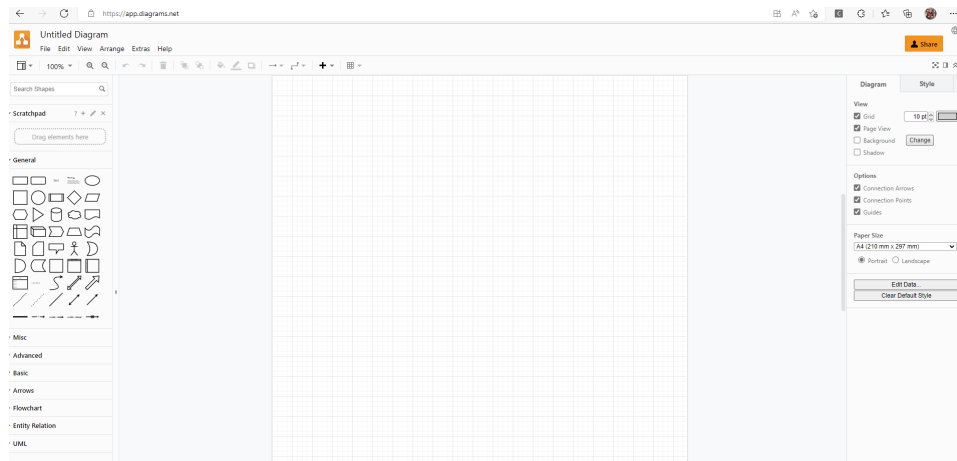 https://app.diagrams.net
Untitled Diagram
File Edit View Arrange Extras Help
Share
100%
Search Shapes
Scratchpad
?
Drag elements here
General
Misc
Advanced
Basic
Arrows
Flowchart
Entity Relation
UML
Diagram Style
View
Grid 10 pt
Page View
Background Change
Shadow
Options
Connection Arrows
Connection Points
Guides
Paper Size
A4 (210 mm x 297 mm)
Portrait Landscape
Edit Data...
Clear Default Style